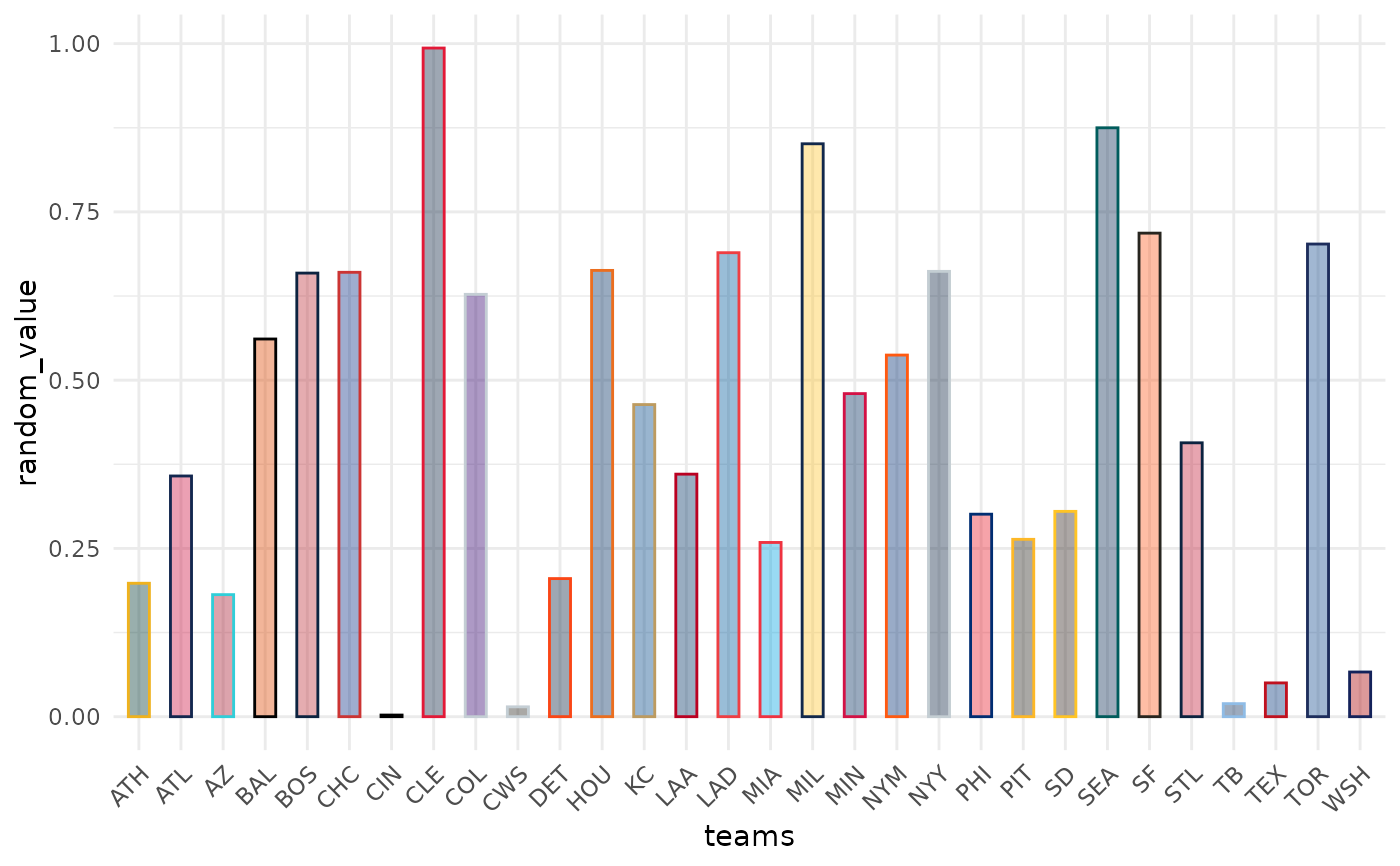 1.00
0.75
0.50
0.25
0.00
random_value
ATH ATL AZ BAL BOS CHC CIN CLE COL CWS DET HOU KC LAA LAD MIA MIL MIN NYM NYY PHI PIT SD SEA SF STL TB TEX TOR WSH
teams